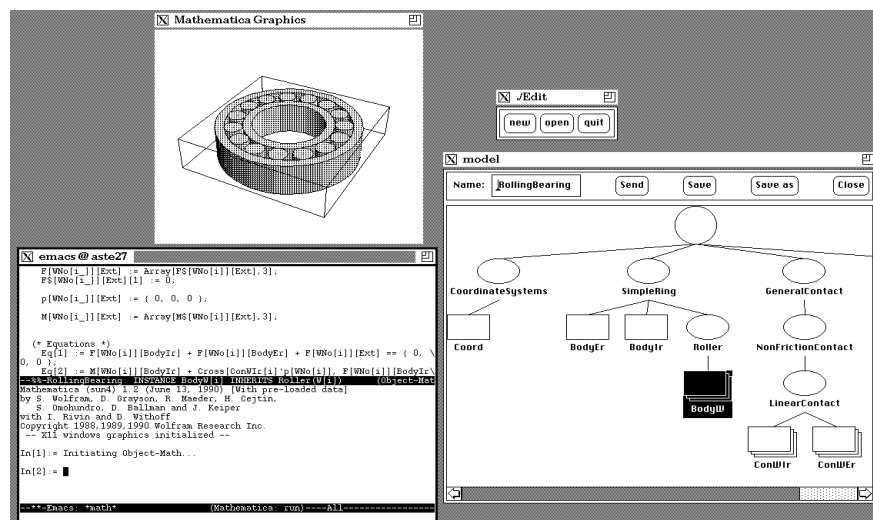 Mathematica Graphics
./Edit
new open quit
model
Name: RollingBearing Send Save Save as Close
CoordinateSystems SimpleRing GeneralContact
Coord BodyEr BodyIr Roller NonFrictionContact
BodyW LinearContact
ConWIr ConWEr
emacs @ aste27
F[WNo[i_]][Ext] := Array[F$[WNo[i]][Ext],3];
F$[WNo[i_]][Ext][1] := 0;
p[WNo[i_]][Ext] := { 0, 0, 0 };
M[WNo[i_]][Ext] := Array[M$[WNo[i]][Ext],3];
(* Equations *)
Eq[1] := F[WNo[i]][BodyIr] + F[WNo[i]][BodyEr] + F[WNo[i]][Ext] == { 0, \
0, 0 };
Eq[2] := M[WNo[i]][BodyIr] + Cross[ConWIr[i]'p[WNo[i]], F[WNo[i]][BodyIr\
--%%-RollingBearing: INSTANCE BodyW[i] INHERITS Roller(W[i]) (Object-Mat
Mathematica (sun4) 1.2 (June 13, 1990) [With pre-loaded data]
by S. Wolfram, D. Grayson, R. Maeder, H. Cejtin,
S. Omohundro, D. Ballman and J. Keiper
with I. Rivin and D. Withoff
Copyright 1988,1989,1990 Wolfram Research Inc.
-- X11 windows graphics initialized --
In[1]:= Initiating Object-Math...
In[2]:=
--**-Emacs: *math* (Mathematica: run)----All-----------------